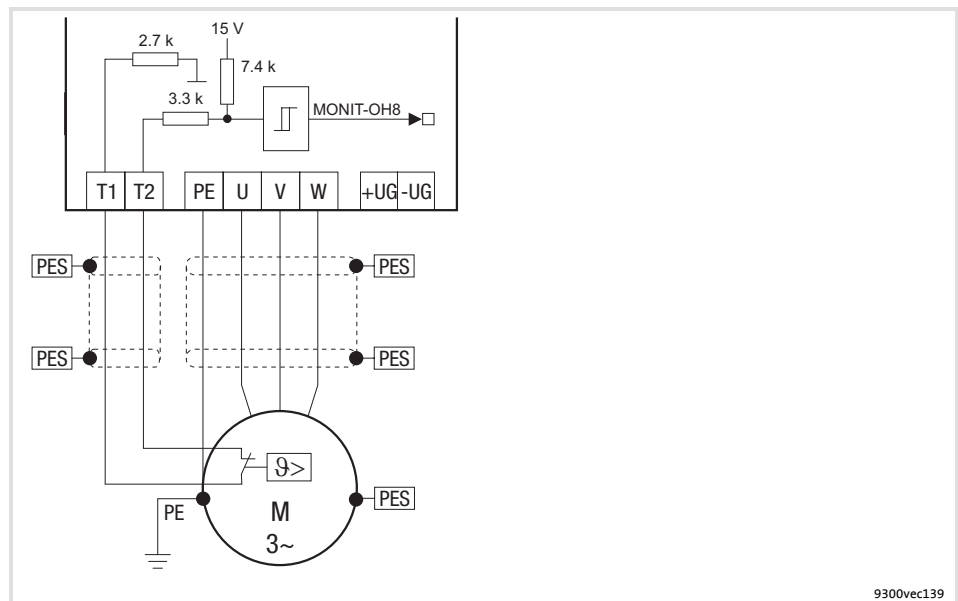 15 V
2.7 k
7.4 k
3.3 k
MONIT-OH8
T1 T2 PE U V W +UG -UG
PES PES
PES PES
ϑ>
PES
PE
M
3~
9300vec139